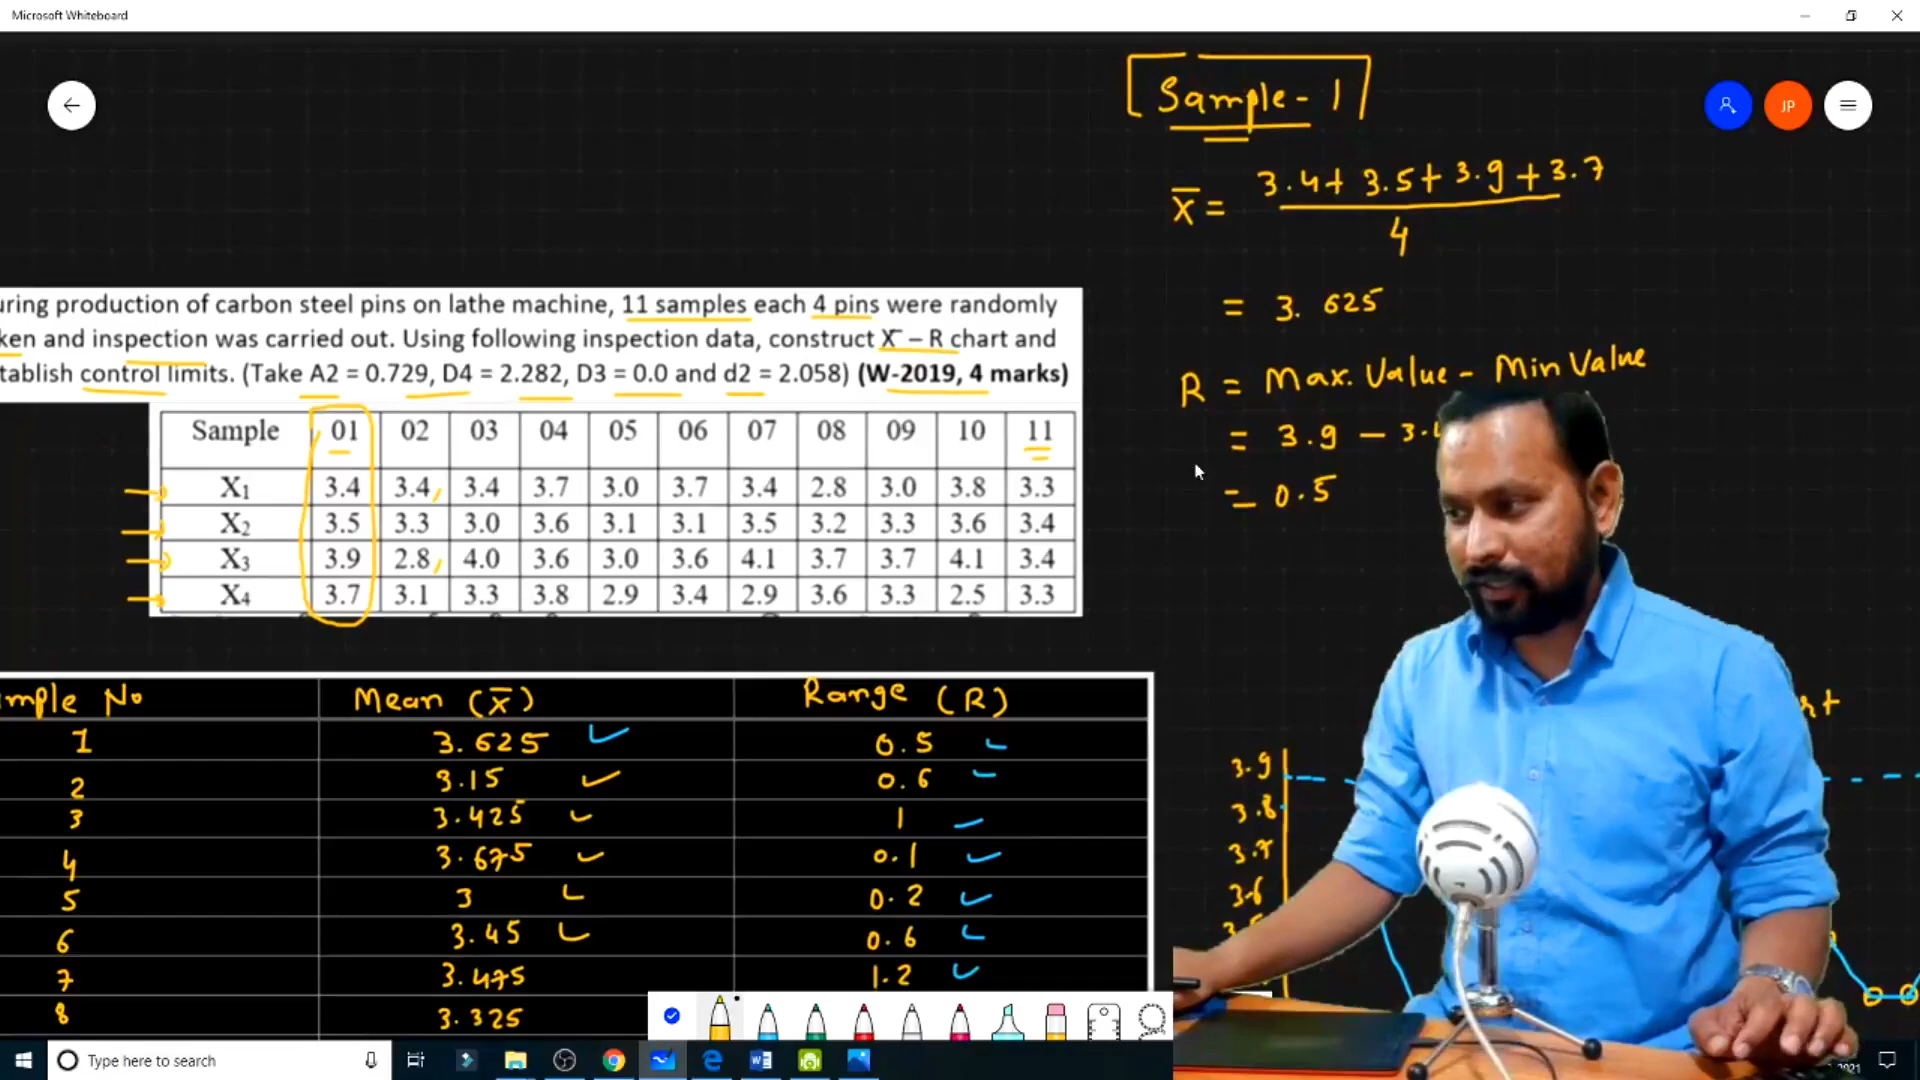 Microsoft Whiteboard
Sample - 1
JP
X̄ = 3.4 + 3.5 + 3.9 + 3.7
4
= 3.625
R = Max. Value - Min Value
= 3.9 - 3.
= 0.5
uring production of carbon steel pins on lathe machine, 11 samples each 4 pins were randomly
ken and inspection was carried out. Using following inspection data, construct X¯ – R chart and
tablish control limits. (Take A2 = 0.729, D4 = 2.282, D3 = 0.0 and d2 = 2.058) (W-2019, 4 marks)
Sample 01 02 03 04 05 06 07 08 09 10 11
X1 3.4 3.4 3.4 3.7 3.0 3.7 3.4 2.8 3.0 3.8 3.3
X2 3.5 3.3 3.0 3.6 3.1 3.1 3.5 3.2 3.3 3.6 3.4
X3 3.9 2.8 4.0 3.6 3.0 3.6 4.1 3.7 3.7 4.1 3.4
X4 3.7 3.1 3.3 3.8 2.9 3.4 2.9 3.6 3.3 2.5 3.3
mple No Mean (X̄) Range (R)
1 3.625 0.5
2 3.15 0.6
3 3.425 1
4 3.675 0.1
5 3 0.2
6 3.45 0.6
7 3.475 1.2
8 3.325
rt
3.9
3.8
3.7
3.6
Type here to search
2021